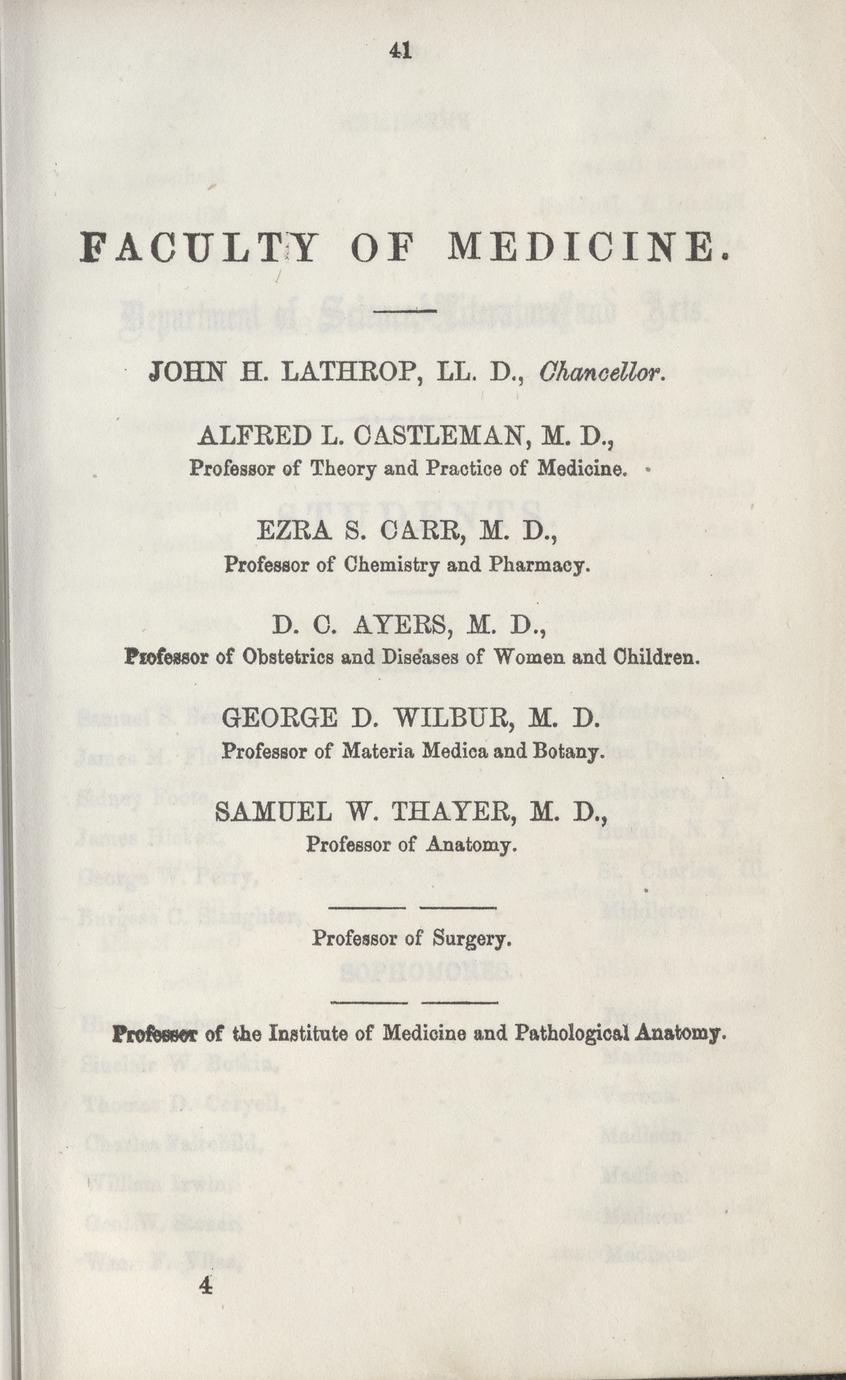 41
FACULTY OF MEDICINE.
JOHN H. LATHROP, LL. D., Chancellor.
ALFRED L. CASTLEMAN, M. D.,
Professor of Theory and Practice of Medicine.
EZRA S. CARR, M. D.,
Professor of Chemistry and Pharmacy.
D. C. AYERS, M. D.,
Professor of Obstetrics and Diseases of Women and Children.
GEORGE D. WILBUR, M. D.
Professor of Materia Medica and Botany.
SAMUEL W. THAYER, M. D.,
Professor of Anatomy.
Professor of Surgery.
Professor of the Institute of Medicine and Pathological Anatomy.
4